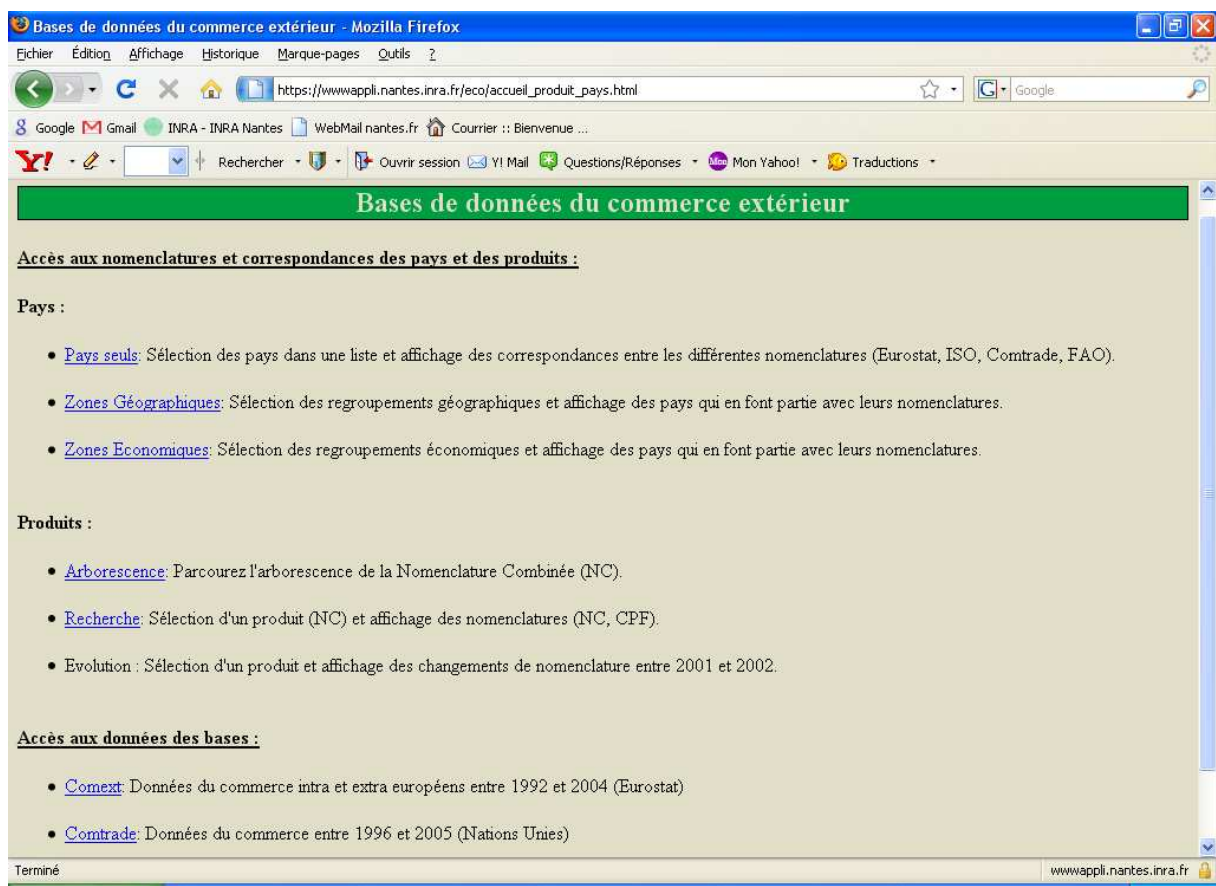 Bases de données du commerce extérieur - Mozilla Firefox
Fichier Édition Affichage Historique Marque-pages Outils ?
https://wwwappli.nantes.inra.fr/eco/accueil_produit_pays.html G Google
Google Gmail INRA - INRA Nantes WebMail nantes.fr Courrier :: Bienvenue ...
Y! Rechercher Ouvrir session Y! Mail Questions/Réponses Mon Mon Yahoo! Traductions
Bases de données du commerce extérieur
Accès aux nomenclatures et correspondances des pays et des produits :
Pays :
• Pays seuls: Sélection des pays dans une liste et affichage des correspondances entre les différentes nomenclatures (Eurostat, ISO, Comtrade, FAO).
• Zones Géographiques: Sélection des regroupements géographiques et affichage des pays qui en font partie avec leurs nomenclatures.
• Zones Economiques: Sélection des regroupements économiques et affichage des pays qui en font partie avec leurs nomenclatures.
Produits :
• Arborescence: Parcourez l'arborescence de la Nomenclature Combinée (NC).
• Recherche: Sélection d'un produit (NC) et affichage des nomenclatures (NC, CPF).
• Evolution : Sélection d'un produit et affichage des changements de nomenclature entre 2001 et 2002.
Accès aux données des bases :
• Comext: Données du commerce intra et extra européens entre 1992 et 2004 (Eurostat)
• Comtrade: Données du commerce entre 1996 et 2005 (Nations Unies)
Terminé wwwappli.nantes.inra.fr